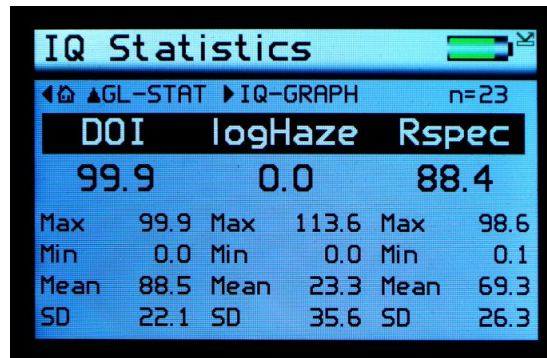 IQ Statistics
GL-STAT IQ-GRAPH n=23
DOI logHaze Rspec
99.9 0.0 88.4
Max 99.9 Max 113.6 Max 98.6
Min 0.0 Min 0.0 Min 0.1
Mean 88.5 Mean 23.3 Mean 69.3
SD 22.1 SD 35.6 SD 26.3